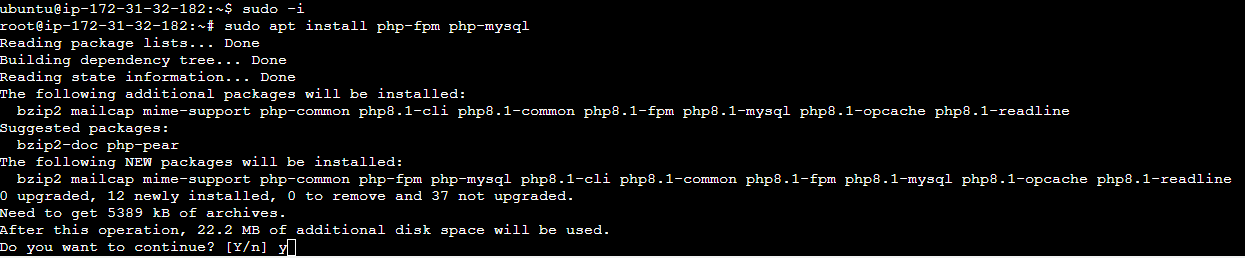 ubuntu@ip-172-31-32-182:~$ sudo -i
root@ip-172-31-32-182:~# sudo apt install php-fpm php-mysql
Reading package lists... Done
Building dependency tree... Done
Reading state information... Done
The following additional packages will be installed:
  bzip2 mailcap mime-support php-common php8.1-cli php8.1-common php8.1-fpm php8.1-mysql php8.1-opcache php8.1-readline
Suggested packages:
  bzip2-doc php-pear
The following NEW packages will be installed:
  bzip2 mailcap mime-support php-common php-fpm php-mysql php8.1-cli php8.1-common php8.1-fpm php8.1-mysql php8.1-opcache php8.1-readline
0 upgraded, 12 newly installed, 0 to remove and 37 not upgraded.
Need to get 5389 kB of archives.
After this operation, 22.2 MB of additional disk space will be used.
Do you want to continue? [Y/n] y